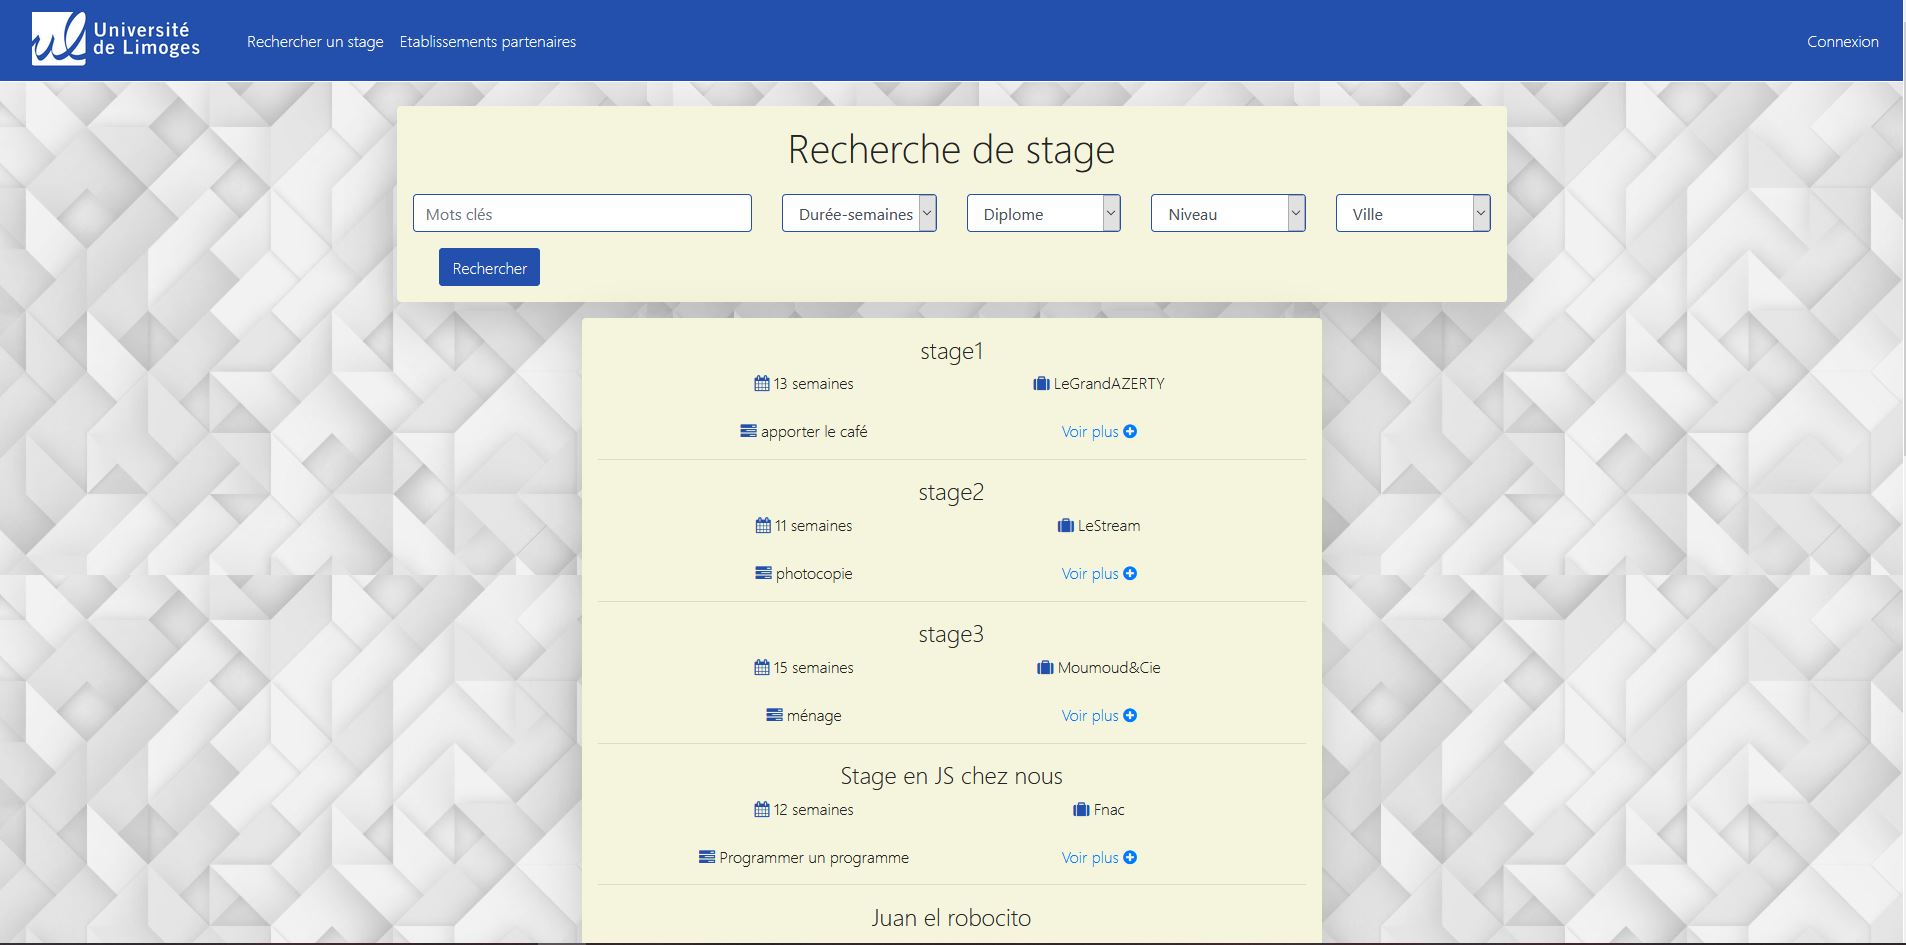 Université
de Limoges
Rechercher un stage
Etablissements partenaires
Connexion
Recherche de stage
Mots clés
Durée-semaines
Diplome
Niveau
Ville
Rechercher
stage1
13 semaines
LeGrandAZERTY
apporter le café
Voir plus
stage2
11 semaines
LeStream
photocopie
Voir plus
stage3
15 semaines
Moumoud&Cie
ménage
Voir plus
Stage en JS chez nous
12 semaines
Fnac
Programmer un programme
Voir plus
Juan el robocito